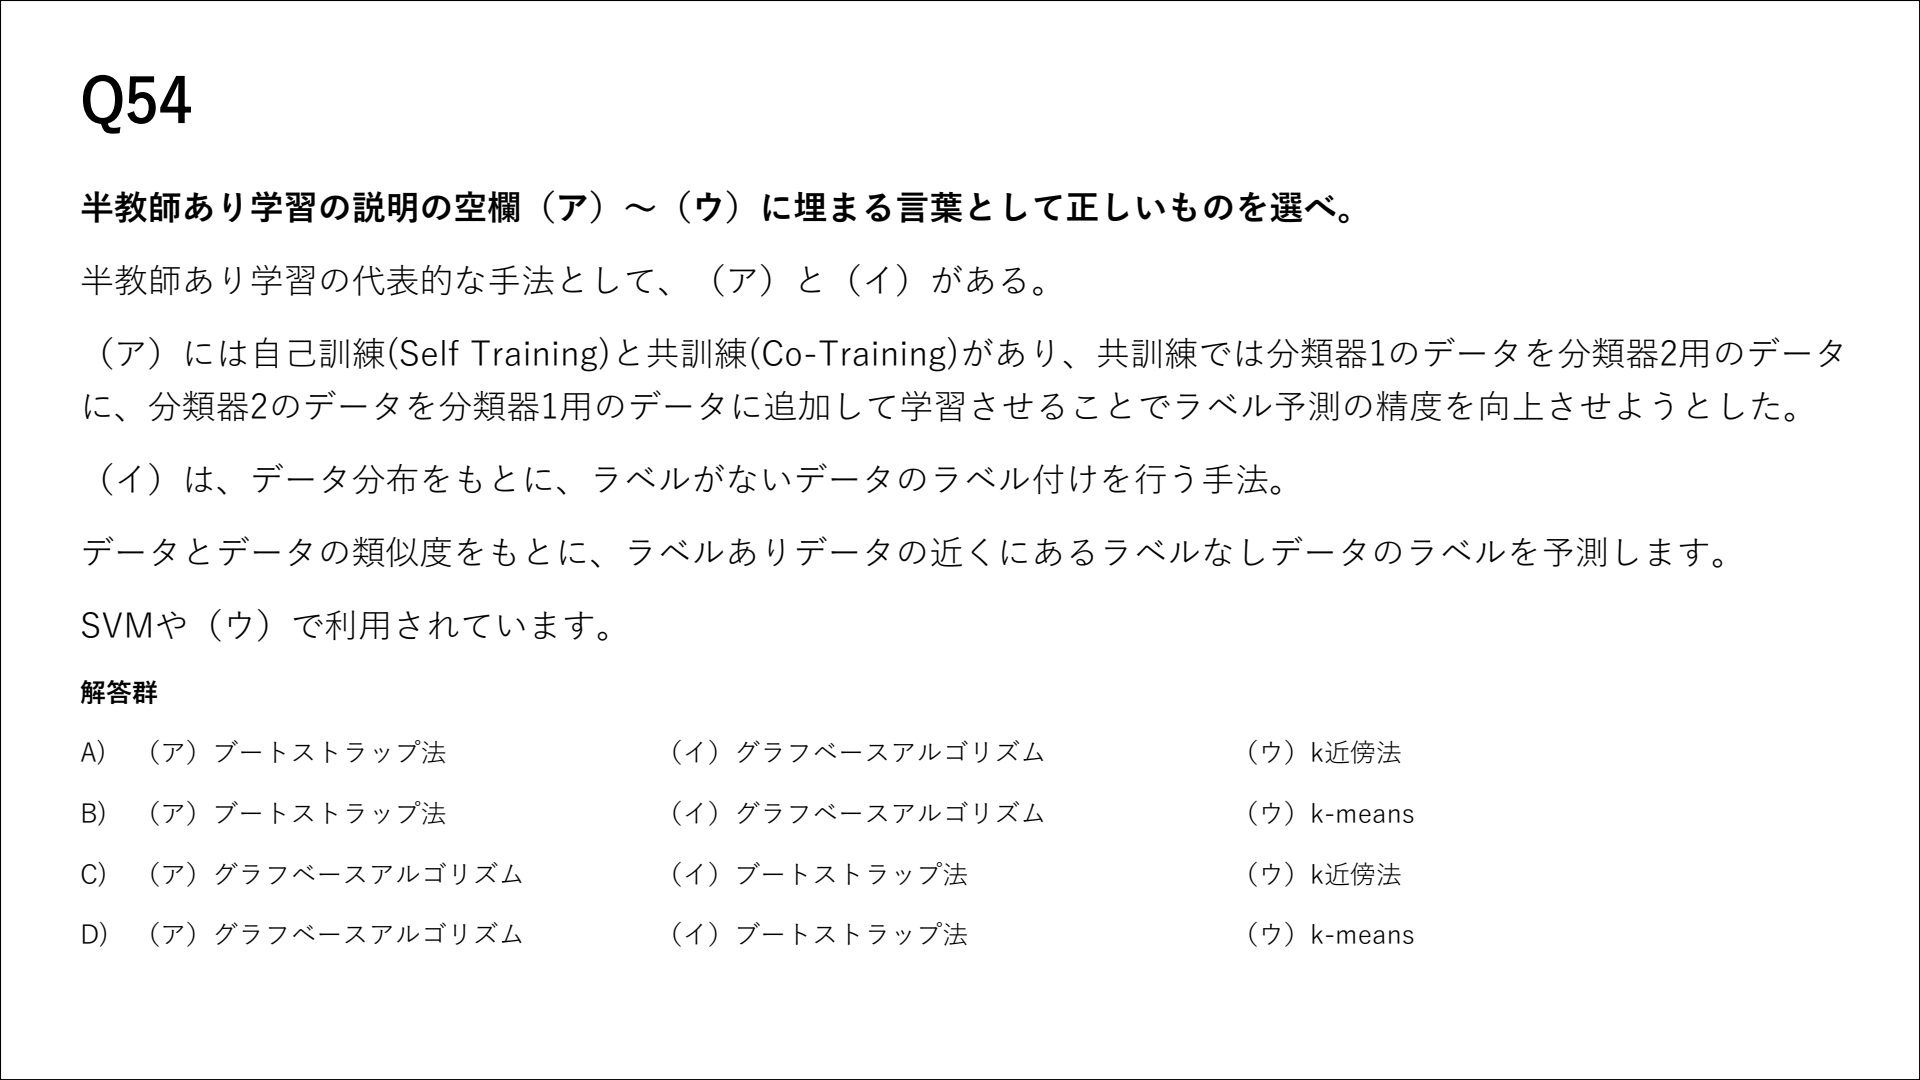 Q54
半教師あり学習の説明の空欄（ア）～（ウ）に埋まる言葉として正しいものを選べ。
半教師あり学習の代表的な手法として、（ア）と（イ）がある。
（ア）には自己訓練(Self Training)と共訓練(Co-Training)があり、共訓練では分類器1のデータを分類器2用のデータ
に、分類器2のデータを分類器1用のデータに追加して学習させることでラベル予測の精度を向上させようとした。
（イ）は、データ分布をもとに、ラベルがないデータのラベル付けを行う手法。
データとデータの類似度をもとに、ラベルありデータの近くにあるラベルなしデータのラベルを予測します。
SVMや（ウ）で利用されています。
解答群
A) （ア）ブートストラップ法 （イ）グラフベースアルゴリズム （ウ）k近傍法
B) （ア）ブートストラップ法 （イ）グラフベースアルゴリズム （ウ）k-means
C) （ア）グラフベースアルゴリズム （イ）ブートストラップ法 （ウ）k近傍法
D) （ア）グラフベースアルゴリズム （イ）ブートストラップ法 （ウ）k-means